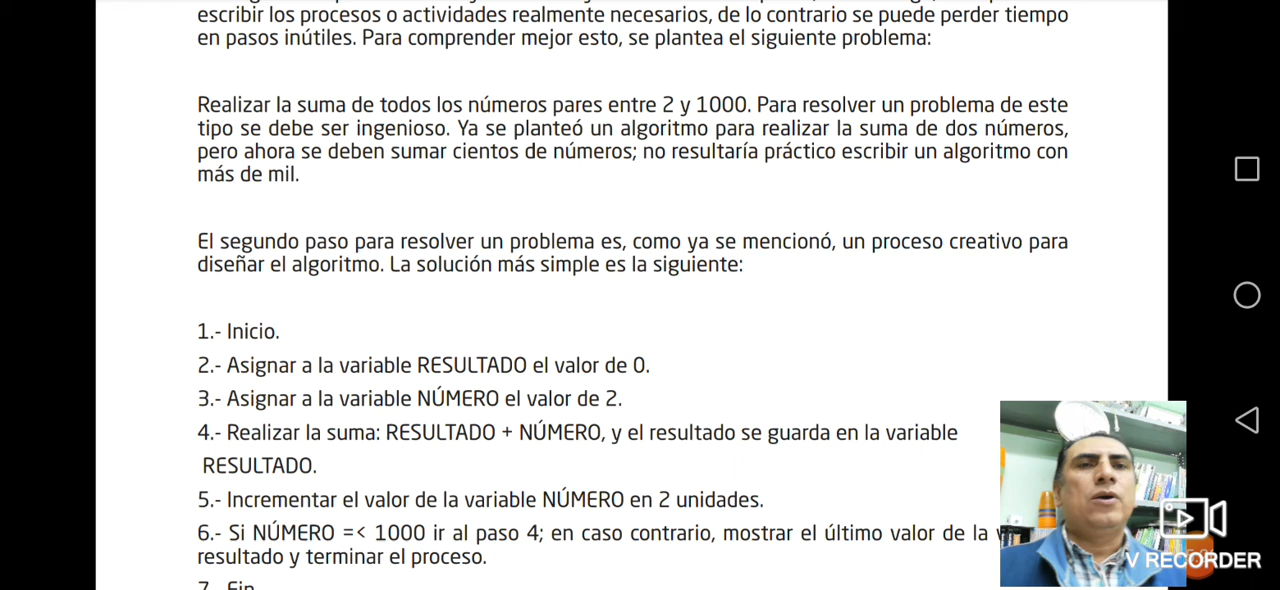 escribir los procesos o actividades realmente necesarios, de lo contrario se puede perder tiempo
en pasos inútiles. Para comprender mejor esto, se plantea el siguiente problema:
Realizar la suma de todos los números pares entre 2 y 1000. Para resolver un problema de este
tipo se debe ser ingenioso. Ya se planteó un algoritmo para realizar la suma de dos números,
pero ahora se deben sumar cientos de números; no resultaría práctico escribir un algoritmo con
más de mil.
El segundo paso para resolver un problema es, como ya se mencionó, un proceso creativo para
diseñar el algoritmo. La solución más simple es la siguiente:
1.- Inicio.
2.- Asignar a la variable RESULTADO el valor de 0.
3.- Asignar a la variable NÚMERO el valor de 2.
4.- Realizar la suma: RESULTADO + NÚMERO, y el resultado se guarda en la variable
RESULTADO.
5.- Incrementar el valor de la variable NÚMERO en 2 unidades.
6.- Si NÚMERO =< 1000 ir al paso 4; en caso contrario, mostrar el último valor de la
resultado y terminar el proceso.
7.- Fin
V RECORDER